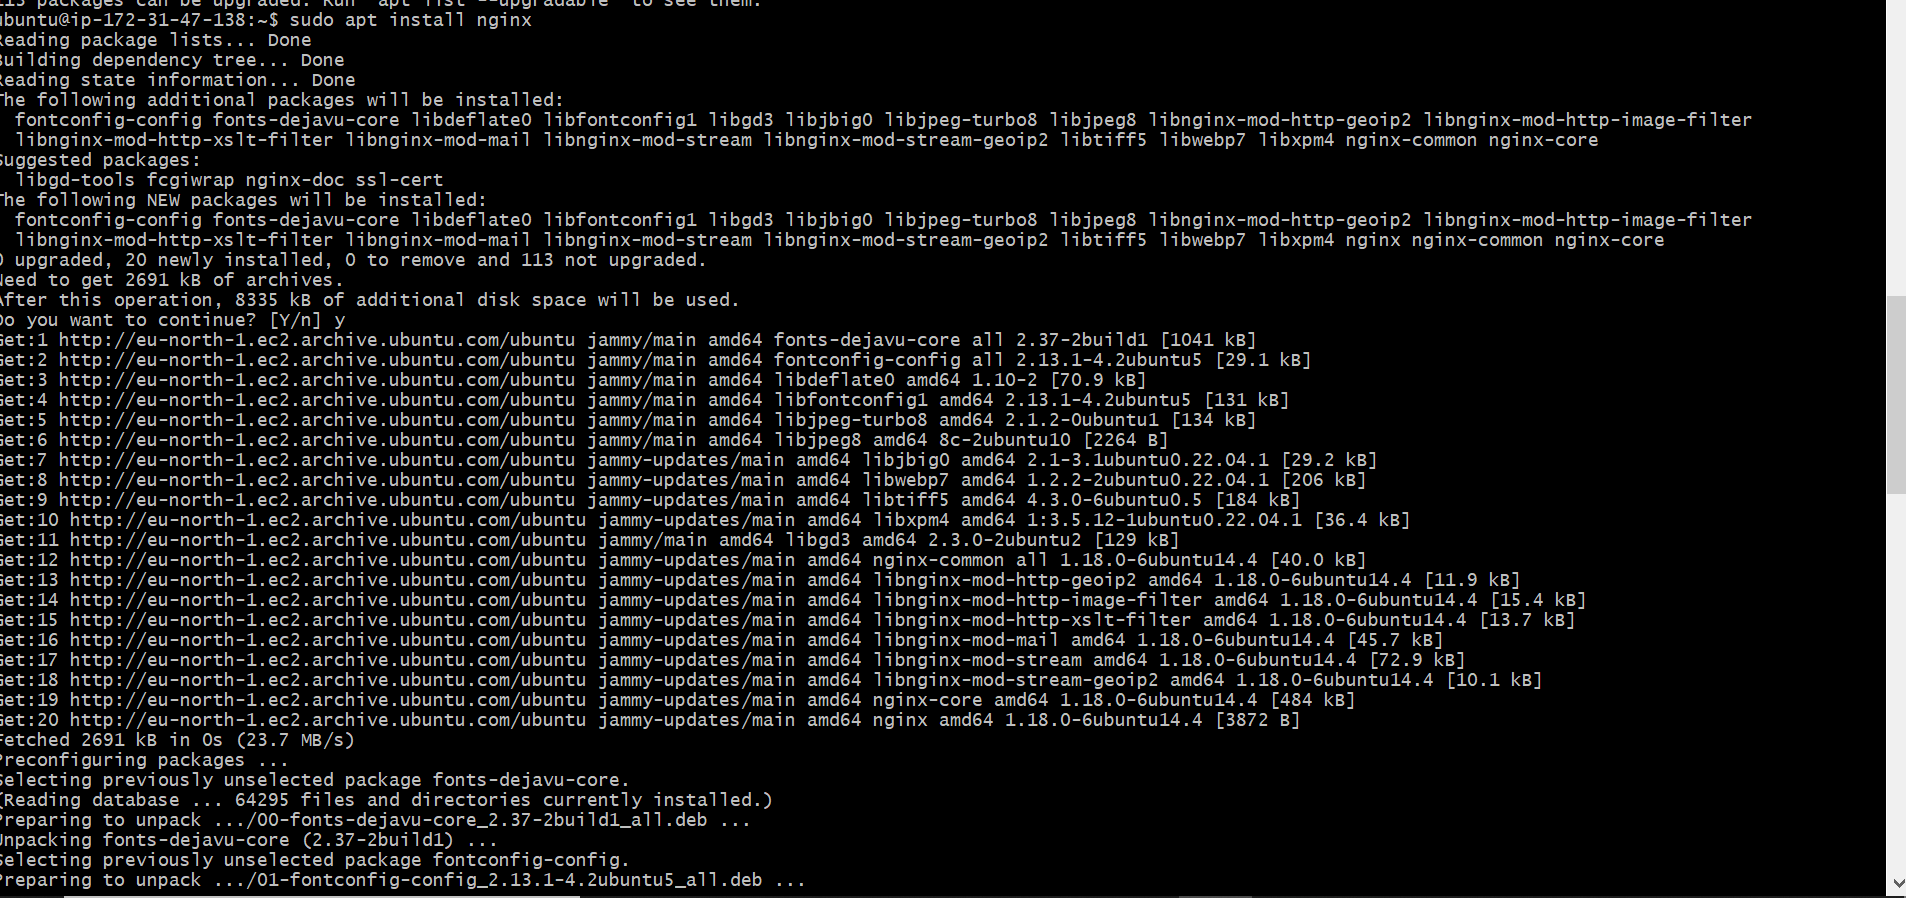 113 packages can be upgraded. Run 'apt list --upgradable' to see them.
ubuntu@ip-172-31-47-138:~$ sudo apt install nginx
Reading package lists... Done
Building dependency tree... Done
Reading state information... Done
The following additional packages will be installed:
fontconfig-config fonts-dejavu-core libdeflate0 libfontconfig1 libgd3 libjbig0 libjpeg-turbo8 libjpeg8 libnginx-mod-http-geoip2 libnginx-mod-http-image-filter
libnginx-mod-http-xslt-filter libnginx-mod-mail libnginx-mod-stream libnginx-mod-stream-geoip2 libtiff5 libwebp7 libxpm4 nginx-common nginx-core
Suggested packages:
libgd-tools fcgiwrap nginx-doc ssl-cert
The following NEW packages will be installed:
fontconfig-config fonts-dejavu-core libdeflate0 libfontconfig1 libgd3 libjbig0 libjpeg-turbo8 libjpeg8 libnginx-mod-http-geoip2 libnginx-mod-http-image-filter
libnginx-mod-http-xslt-filter libnginx-mod-mail libnginx-mod-stream libnginx-mod-stream-geoip2 libtiff5 libwebp7 libxpm4 nginx nginx-common nginx-core
0 upgraded, 20 newly installed, 0 to remove and 113 not upgraded.
Need to get 2691 kB of archives.
After this operation, 8335 kB of additional disk space will be used.
Do you want to continue? [Y/n] y
Get:1 http://eu-north-1.ec2.archive.ubuntu.com/ubuntu jammy/main amd64 fonts-dejavu-core all 2.37-2build1 [1041 kB]
Get:2 http://eu-north-1.ec2.archive.ubuntu.com/ubuntu jammy/main amd64 fontconfig-config all 2.13.1-4.2ubuntu5 [29.1 kB]
Get:3 http://eu-north-1.ec2.archive.ubuntu.com/ubuntu jammy/main amd64 libdeflate0 amd64 1.10-2 [70.9 kB]
Get:4 http://eu-north-1.ec2.archive.ubuntu.com/ubuntu jammy/main amd64 libfontconfig1 amd64 2.13.1-4.2ubuntu5 [131 kB]
Get:5 http://eu-north-1.ec2.archive.ubuntu.com/ubuntu jammy/main amd64 libjpeg-turbo8 amd64 2.1.2-0ubuntu1 [134 kB]
Get:6 http://eu-north-1.ec2.archive.ubuntu.com/ubuntu jammy/main amd64 libjpeg8 amd64 8c-2ubuntu10 [2264 B]
Get:7 http://eu-north-1.ec2.archive.ubuntu.com/ubuntu jammy-updates/main amd64 libjbig0 amd64 2.1-3.1ubuntu0.22.04.1 [29.2 kB]
Get:8 http://eu-north-1.ec2.archive.ubuntu.com/ubuntu jammy-updates/main amd64 libwebp7 amd64 1.2.2-2ubuntu0.22.04.1 [206 kB]
Get:9 http://eu-north-1.ec2.archive.ubuntu.com/ubuntu jammy-updates/main amd64 libtiff5 amd64 4.3.0-6ubuntu0.5 [184 kB]
Get:10 http://eu-north-1.ec2.archive.ubuntu.com/ubuntu jammy-updates/main amd64 libxpm4 amd64 1:3.5.12-1ubuntu0.22.04.1 [36.4 kB]
Get:11 http://eu-north-1.ec2.archive.ubuntu.com/ubuntu jammy/main amd64 libgd3 amd64 2.3.0-2ubuntu2 [129 kB]
Get:12 http://eu-north-1.ec2.archive.ubuntu.com/ubuntu jammy-updates/main amd64 nginx-common all 1.18.0-6ubuntu14.4 [40.0 kB]
Get:13 http://eu-north-1.ec2.archive.ubuntu.com/ubuntu jammy-updates/main amd64 libnginx-mod-http-geoip2 amd64 1.18.0-6ubuntu14.4 [11.9 kB]
Get:14 http://eu-north-1.ec2.archive.ubuntu.com/ubuntu jammy-updates/main amd64 libnginx-mod-http-image-filter amd64 1.18.0-6ubuntu14.4 [15.4 kB]
Get:15 http://eu-north-1.ec2.archive.ubuntu.com/ubuntu jammy-updates/main amd64 libnginx-mod-http-xslt-filter amd64 1.18.0-6ubuntu14.4 [13.7 kB]
Get:16 http://eu-north-1.ec2.archive.ubuntu.com/ubuntu jammy-updates/main amd64 libnginx-mod-mail amd64 1.18.0-6ubuntu14.4 [45.7 kB]
Get:17 http://eu-north-1.ec2.archive.ubuntu.com/ubuntu jammy-updates/main amd64 libnginx-mod-stream amd64 1.18.0-6ubuntu14.4 [72.9 kB]
Get:18 http://eu-north-1.ec2.archive.ubuntu.com/ubuntu jammy-updates/main amd64 libnginx-mod-stream-geoip2 amd64 1.18.0-6ubuntu14.4 [10.1 kB]
Get:19 http://eu-north-1.ec2.archive.ubuntu.com/ubuntu jammy-updates/main amd64 nginx-core amd64 1.18.0-6ubuntu14.4 [484 kB]
Get:20 http://eu-north-1.ec2.archive.ubuntu.com/ubuntu jammy-updates/main amd64 nginx amd64 1.18.0-6ubuntu14.4 [3872 B]
Fetched 2691 kB in 0s (23.7 MB/s)
Preconfiguring packages ...
Selecting previously unselected package fonts-dejavu-core.
(Reading database ... 64295 files and directories currently installed.)
Preparing to unpack .../00-fonts-dejavu-core_2.37-2build1_all.deb ...
Unpacking fonts-dejavu-core (2.37-2build1) ...
Selecting previously unselected package fontconfig-config.
Preparing to unpack .../01-fontconfig-config_2.13.1-4.2ubuntu5_all.deb ...